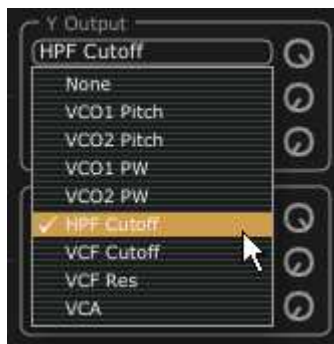 Y Output
HPF Cutoff
None
VCO1 Pitch
VCO2 Pitch
VCO1 PW
VCO2 PW
HPF Cutoff
VCF Cutoff
VCF Res
VCA